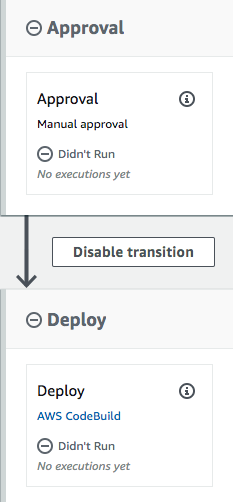 Approval
Approval
Manual approval
Didn't Run
No executions yet
Disable transition
Deploy
Deploy
AWS CodeBuild
Didn't Run
No executions yet